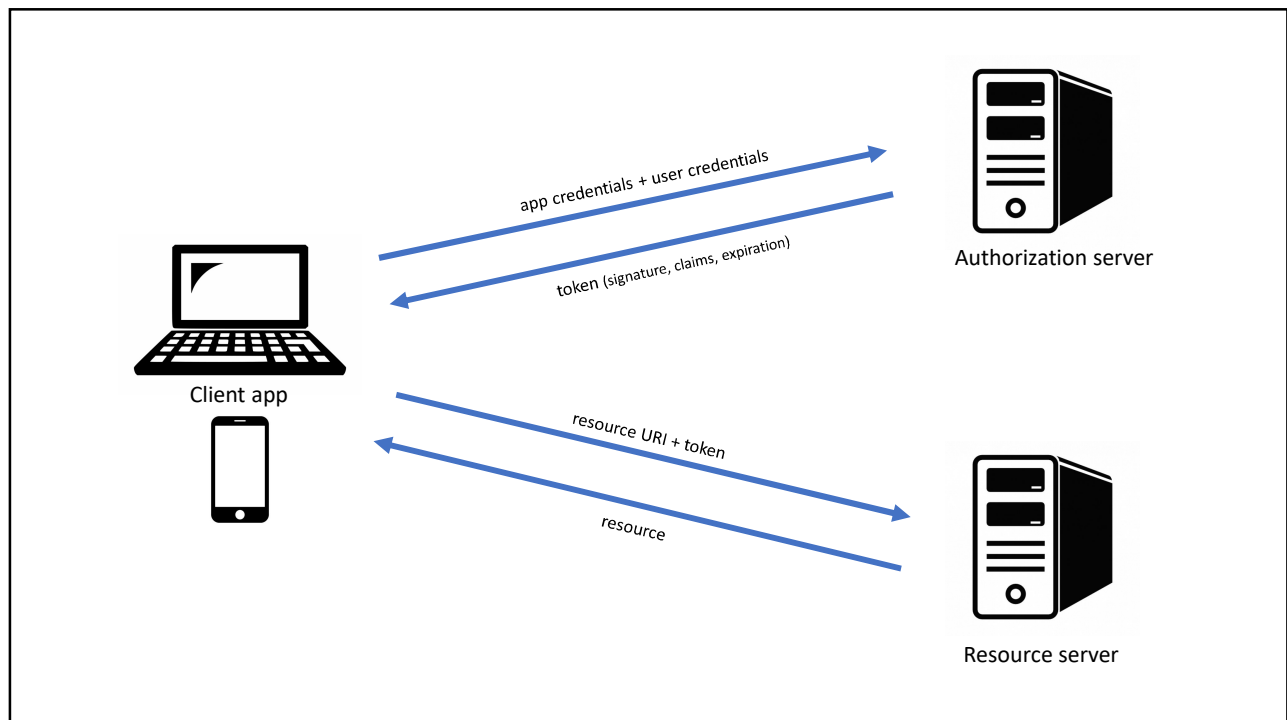 app credentials + user credentials
token (signature, claims, expiration)
Authorization server
Client app
resource URI + token
resource
Resource server